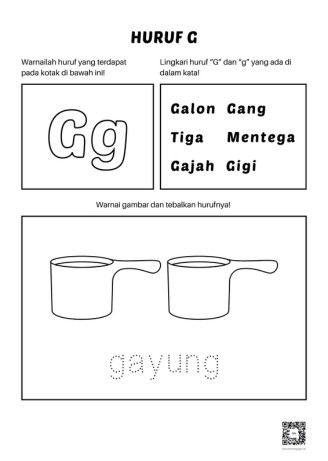 HURUF G
Warnailah huruf yang terdapat
pada kotak di bawah ini!
Lingkari huruf "G" dan "g" yang ada di
dalam kata!
Gg
Galon Gang
Tiga Mentega
Gajah Gigi
Warnai gambar dan tebalkan hurufnya!
gayung